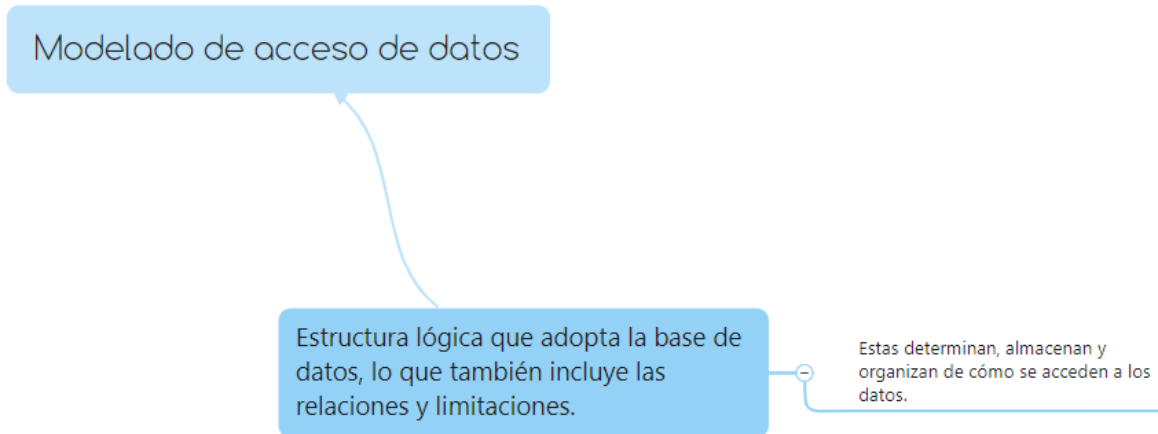 Modelado de acceso de datos
Estructura lógica que adopta la base de
datos, lo que también incluye las
relaciones y limitaciones.
Estas determinan, almacenan y
organizan de cómo se acceden a los
datos.